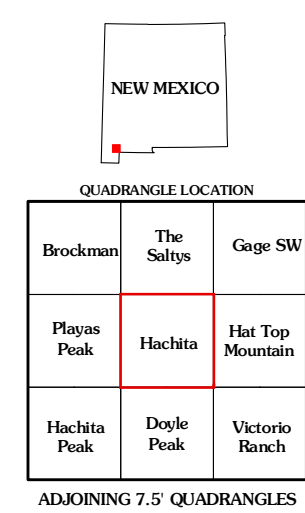 NEW MEXICO
QUADRANGLE LOCATION
Brockman
The
Saltys
Gage SW
Playas
Peak
Hachita
Hat Top
Mountain
Hachita
Peak
Doyle
Peak
Victorio
Ranch
ADJOINING 7.5' QUADRANGLES